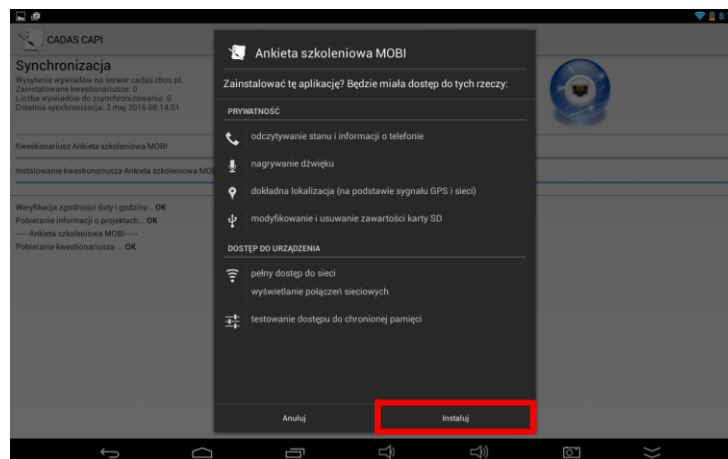 8:
CADAS CAPI
Synchronizacja
Wysyłanie wywiadów na serwer cadas.cbos.pl.
Zainstalowane kwestionariusze: 0
Liczba wywiadów do zsynchronizowania: 0
Ostatnia synchronizacja: 2 maj 2016 08:14:01
Kwestionariusz Ankieta szkoleniowa MOBI
Instalowanie kwestionariusza Ankieta szkoleniowa MOB
Weryfikacja zgodności daty i godziny... OK
Pobieranie informacji o projektach... OK
----Ankieta szkoleniowa MOBI----
Pobieranie kwestionariusza ... OK
Ankieta szkoleniowa MOBI
Zainstalować tę aplikację? Będzie miała dostęp do tych rzeczy:
PRYWATNOŚĆ
odczytywanie stanu i informacji o telefonie
nagrywanie dźwięku
dokładna lokalizacja (na podstawie sygnału GPS i sieci)
modyfikowanie i usuwanie zawartości karty SD
DOSTĘP DO URZĄDZENIA
pełny dostęp do sieci
wyświetlanie połączeń sieciowych
testowanie dostępu do chronionej pamięci
Anuluj
Instaluj